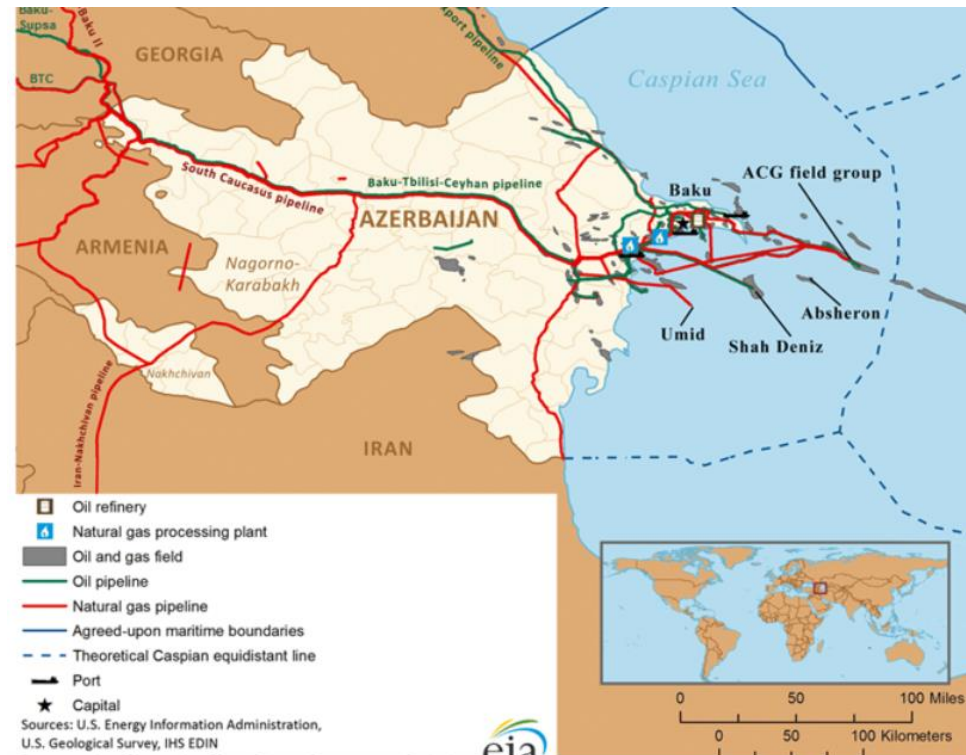 Baku-
Supsa
Baku II
BTC
GEORGIA
xport pipeline
Caspian Sea
South Caucasus pipeline
Baku-Tbilisi-Ceyhan pipeline
AZERBAIJAN
Baku
ACG field group
ARMENIA
Nagorno-
Karabakh
Absheron
Umid
Shah Deniz
Nakhchivan
Iran-Nakhchivan pipeline
IRAN
Oil refinery
Natural gas processing plant
Oil and gas field
Oil pipeline
Natural gas pipeline
Agreed-upon maritime boundaries
Theoretical Caspian equidistant line
Port
Capital
Sources: U.S. Energy Information Administration,
U.S. Geological Survey, IHS EDIN
eia
0 50 100 Miles
0 50 100 Kilometers